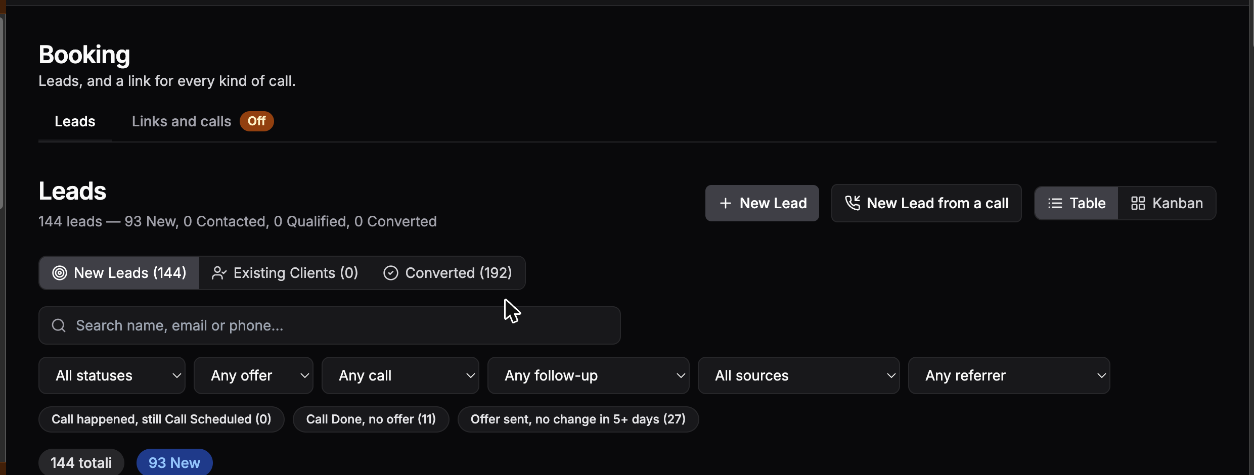 Booking
Leads, and a link for every kind of call.
Leads Links and calls Off
Leads
144 leads — 93 New, 0 Contacted, 0 Qualified, 0 Converted
+ New Lead New Lead from a call Table Kanban
New Leads (144) Existing Clients (0) Converted (192)
Search name, email or phone...
All statuses Any offer Any call Any follow-up All sources Any referrer
Call happened, still Call Scheduled (0) Call Done, no offer (11) Offer sent, no change in 5+ days (27)
144 totali 93 New